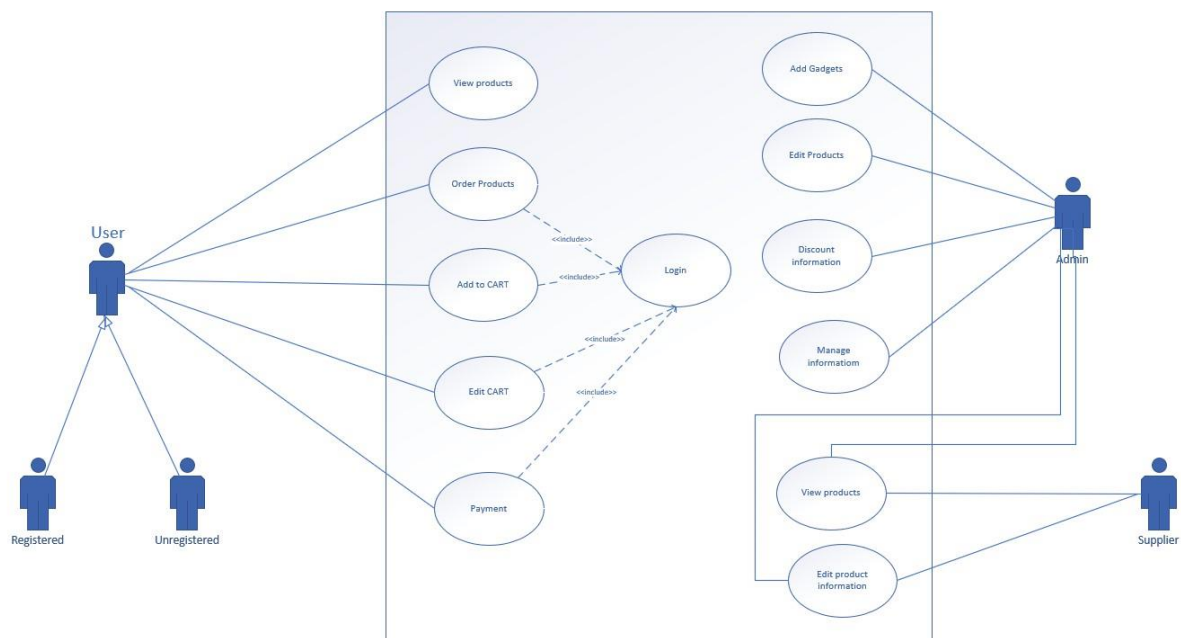 View products
Add Gadgets
Edit Products
Order Products
User
<<include>>
Discount
information
Admin
Login
<<include>>
Add to CART
<<include>>
Manage
informatiom
Edit CART
<<include>>
View products
Payment
Registered
Unregistered
Supplier
Edit product
information